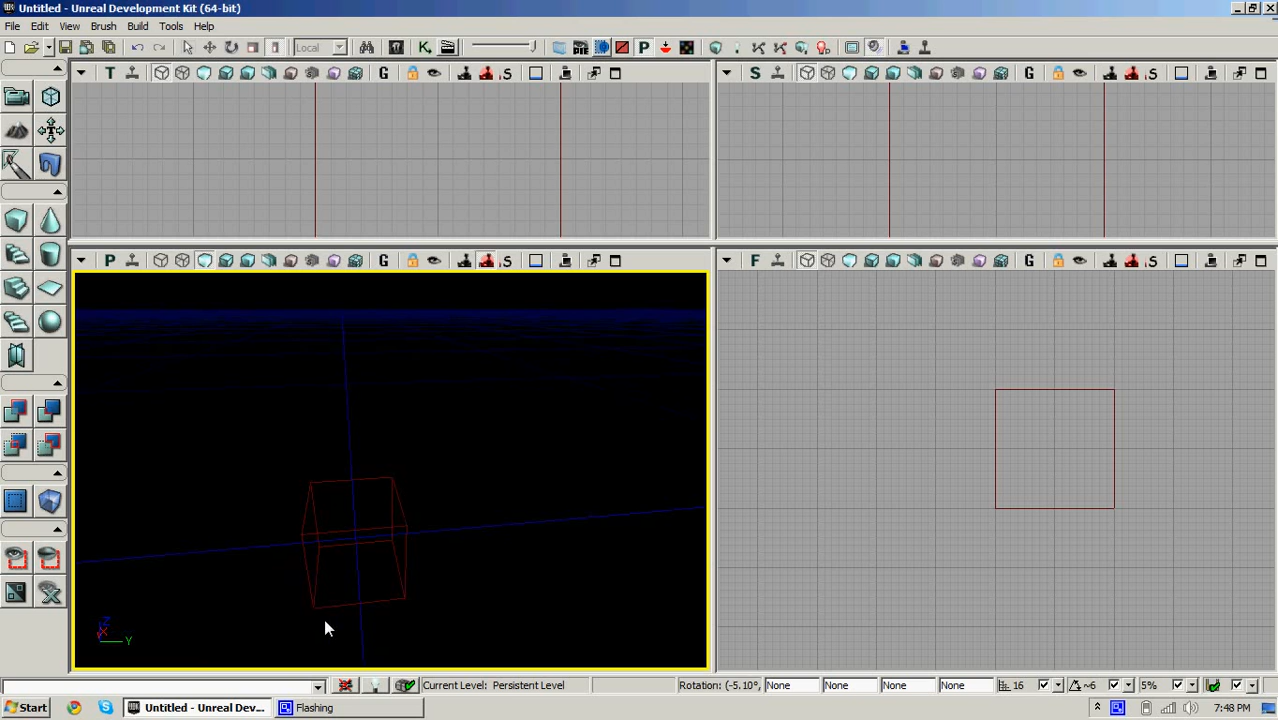 Untitled - Unreal Development Kit (64-bit)
File Edit View Brush Build Tools Help
Local PIE P
T G S
S G S
P G S
F G S
Z
X
Y
Current Level: Persistent Level Rotation: (-5.10°, None None None None 16 ~6 5%
Start Untitled - Unreal Dev... Flashing 7:48 PM